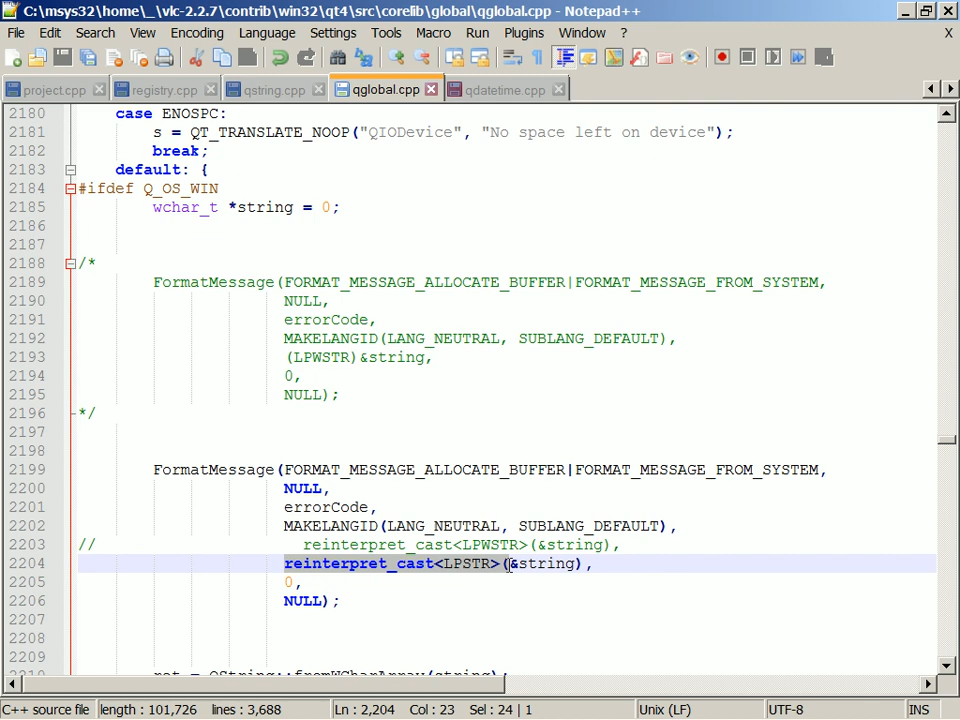 C:\msys32\home\_\vlc-2.2.7\contrib\win32\qt4\src\corelib\global\qglobal.cpp - Notepad++
File Edit Search View Encoding Language Settings Tools Macro Run Plugins Window ? X
project.cpp registry.cpp qstring.cpp qglobal.cpp qdatetime.cpp
2180 case ENOSPC:
2181 s = QT_TRANSLATE_NOOP("QIODevice", "No space left on device");
2182 break;
2183 default: {
2184 #ifdef Q_OS_WIN
2185 wchar_t *string = 0;
2186
2187
2188 /*
2189 FormatMessage(FORMAT_MESSAGE_ALLOCATE_BUFFER|FORMAT_MESSAGE_FROM_SYSTEM,
2190 NULL,
2191 errorCode,
2192 MAKELANGID(LANG_NEUTRAL, SUBLANG_DEFAULT),
2193 (LPWSTR)&string,
2194 0,
2195 NULL);
2196 */
2197
2198
2199 FormatMessage(FORMAT_MESSAGE_ALLOCATE_BUFFER|FORMAT_MESSAGE_FROM_SYSTEM,
2200 NULL,
2201 errorCode,
2202 MAKELANGID(LANG_NEUTRAL, SUBLANG_DEFAULT),
2203 // reinterpret_cast<LPWSTR>(&string),
2204 reinterpret_cast<LPSTR>(&string),
2205 0,
2206 NULL);
2207
2208
2209
2210 ret = QString::fromWCharArray(string);
C++ source file length : 101,726 lines : 3,688 Ln : 2,204 Col : 23 Sel : 24 | 1 Unix (LF) UTF-8 INS